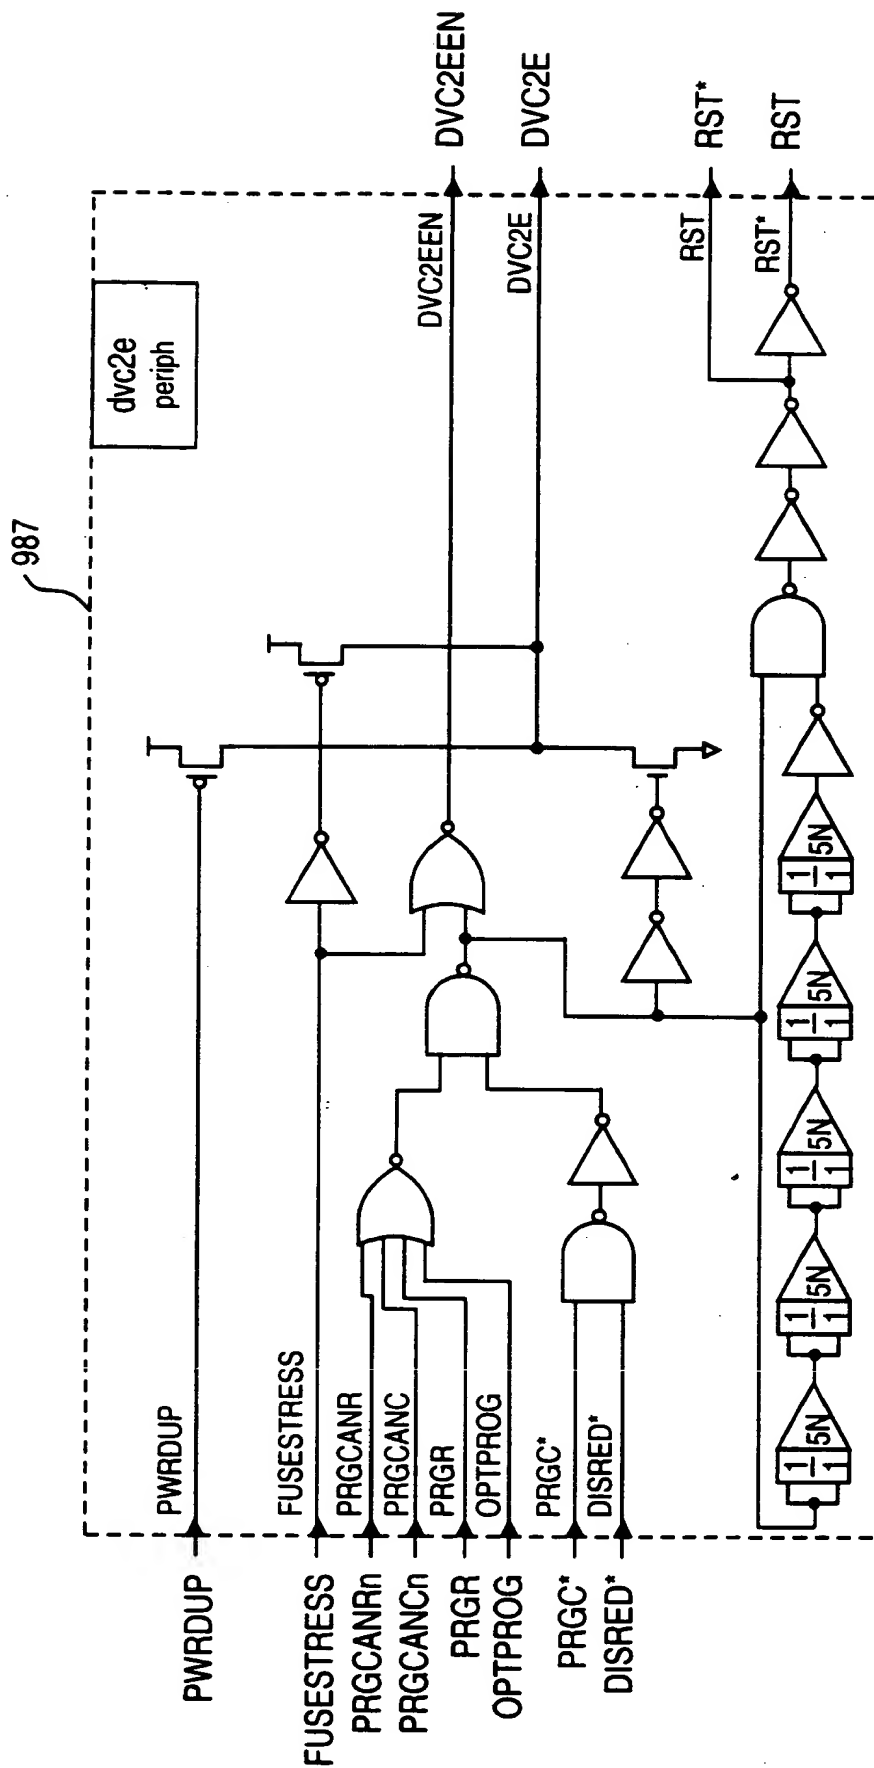 987
dvc2e
periph
PWRDUP
PWRDUP
FUSESTRESS
FUSESTRESS
PRGCANRn
PRGCANR
PRGCANCn
PRGCANC
PRGR
PRGR
OPTPROG
OPTPROG
PRGC*
PRGC*
DISRED*
DISRED*
DVC2EEN
DVC2EEN
DVC2E
DVC2E
RST
RST*
RST*
RST
1
1
5N
1
1
5N
1
1
5N
1
1
5N
1
1
5N